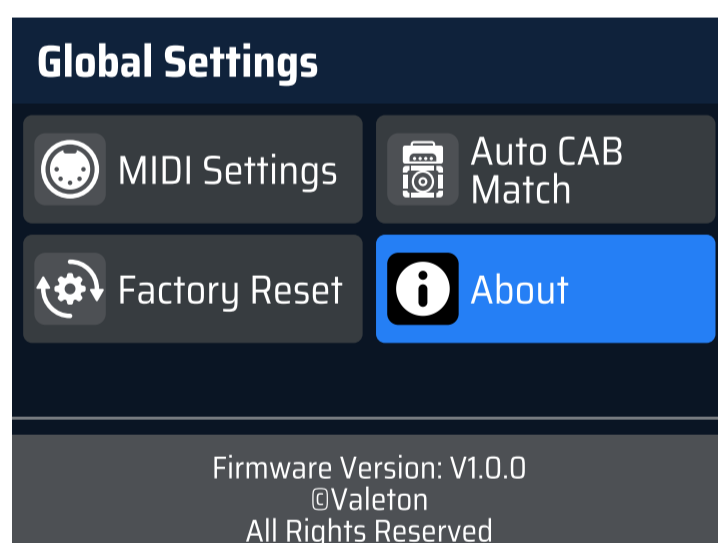 Global Settings
MIDI Settings
Auto CAB
Match
Factory Reset
About
Firmware Version: V1.0.0
©Valeton
All Rights Reserved